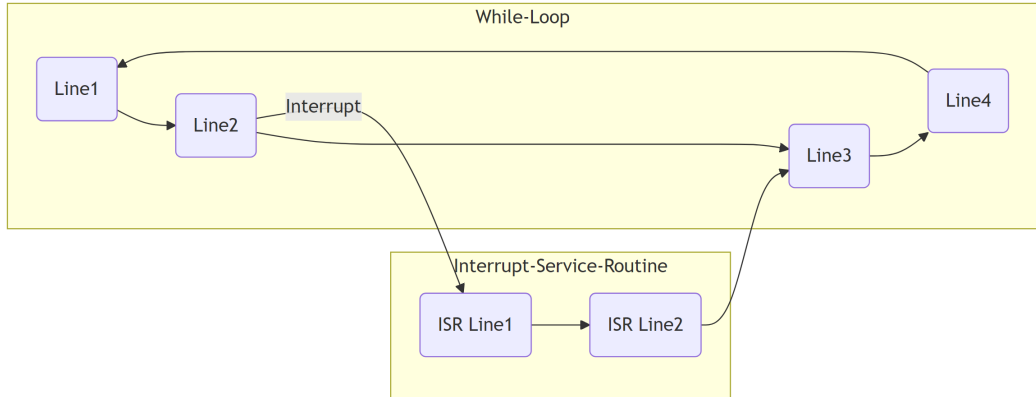 While-Loop
Line1
Line2
Interrupt
Line3
Line4
Interrupt-Service-Routine
ISR Line1
ISR Line2